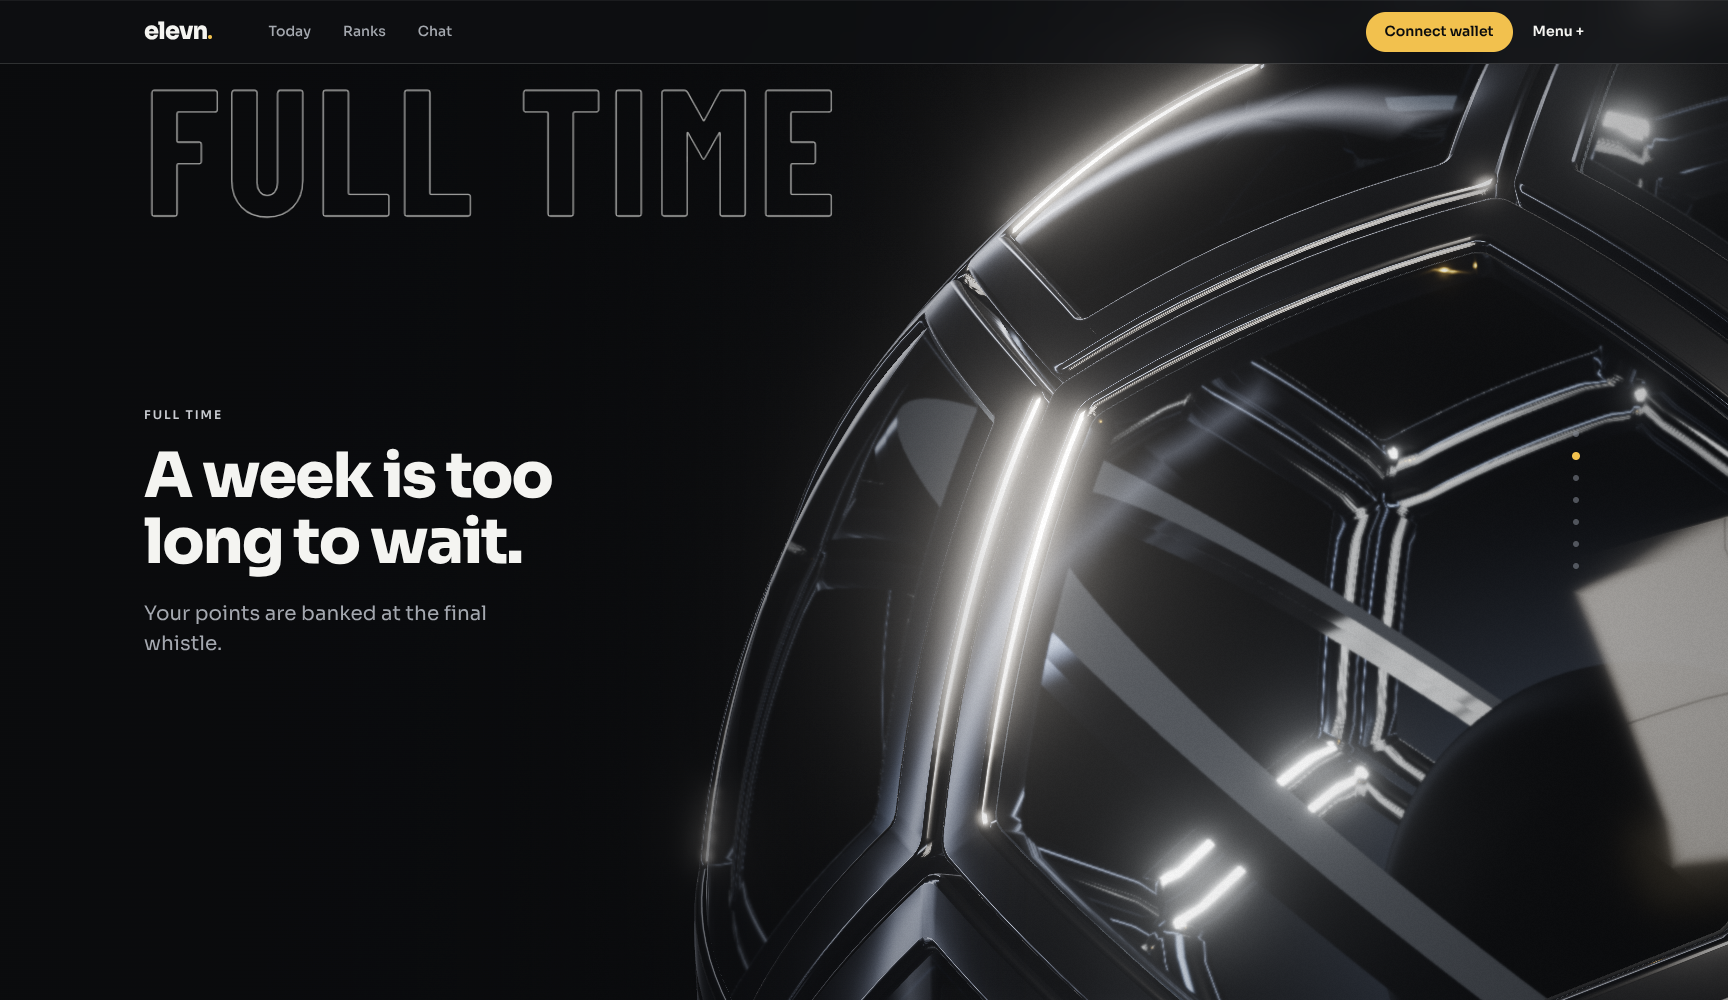 elevn.
Today
Ranks
Chat
Connect wallet
Menu +
FULL TIME
FULL TIME
A week is too
long to wait.
Your points are banked at the final
whistle.